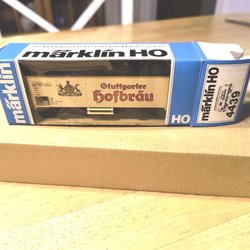 märklin HO
märklin
Stuttgarter
Hofbräu
HO
märklin HO
4439